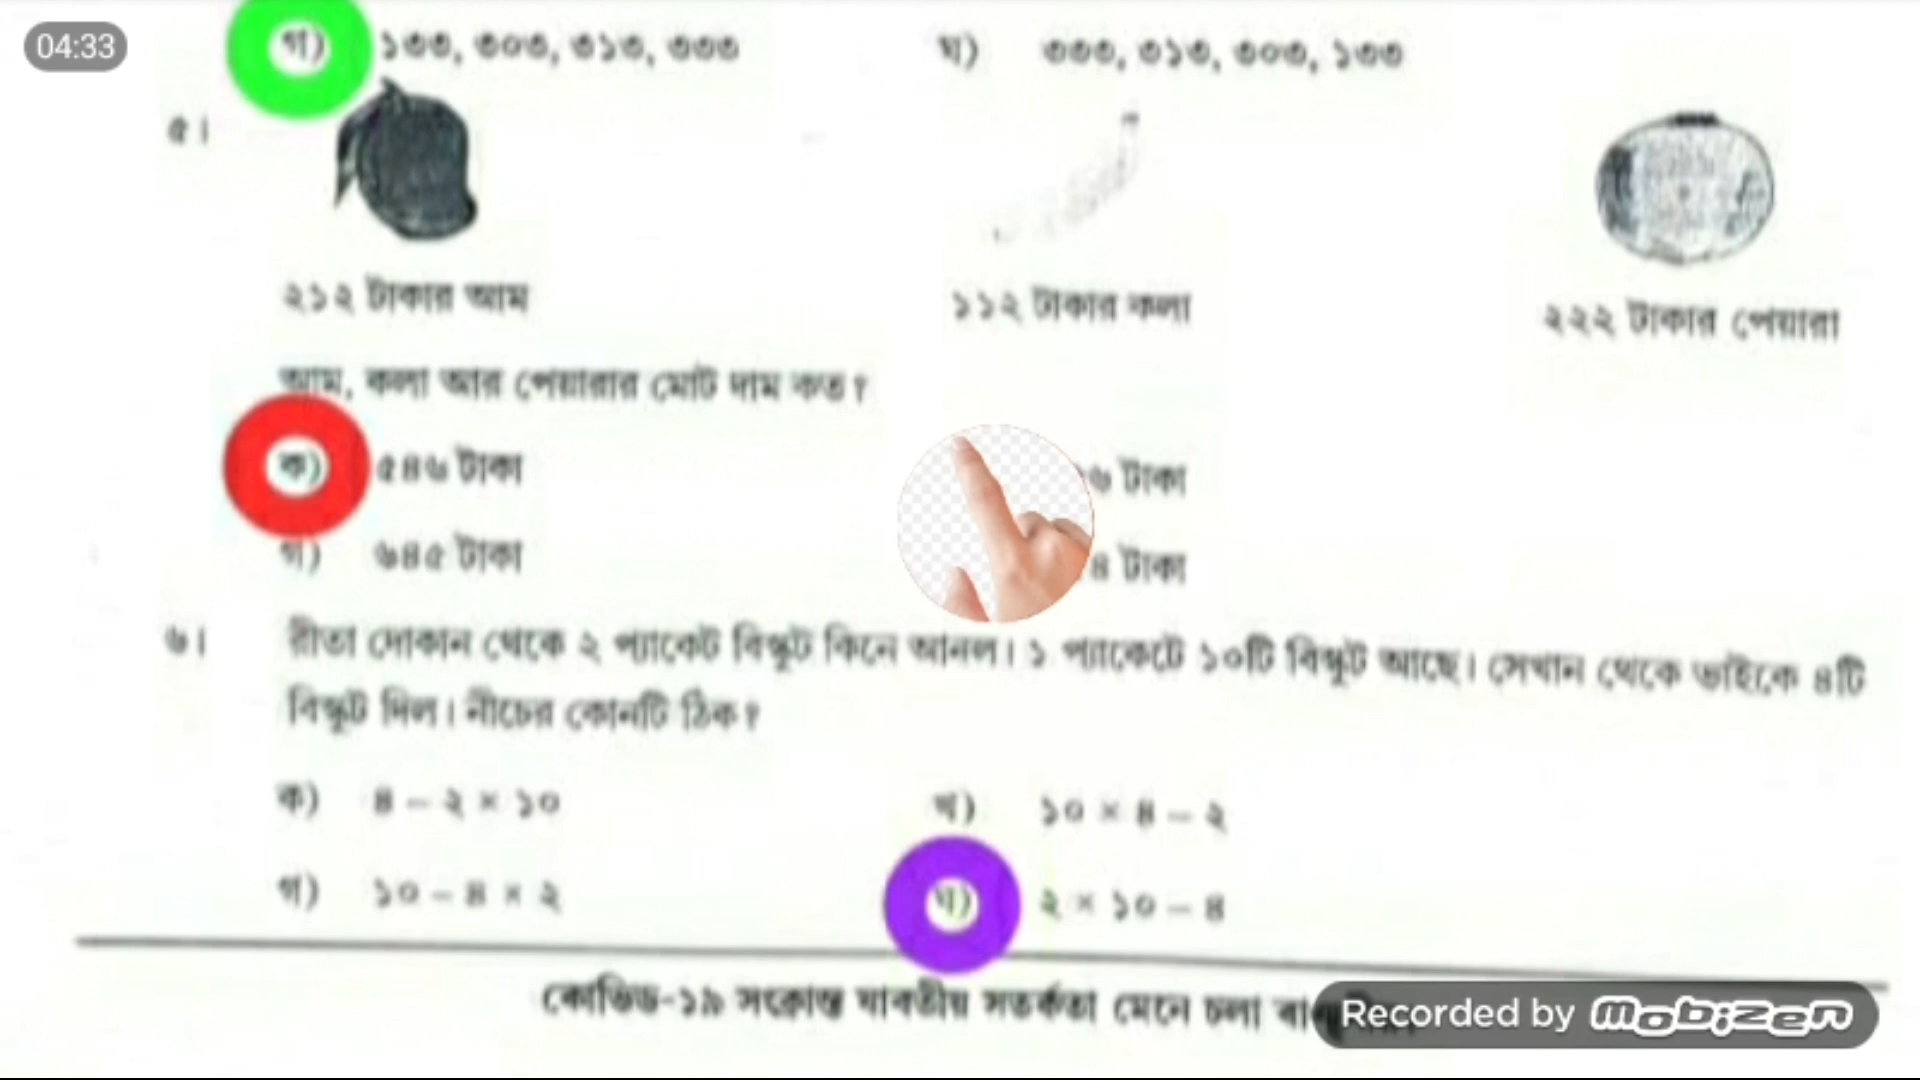 04:33
গ) ১৩৩, ৩০৩, ৩১৩, ৩৩৩ ঘ) ৩৩৩, ৩১৩, ৩০৩, ১৩৩
৫।
২১২ টাকার আম ১১২ টাকার কলা ২২২ টাকার পেয়ারা
আম, কলা আর পেয়ারার মোট দাম কত?
ক) ৫৪৬ টাকা ৬ টাকা
গ) ৬৪৫ টাকা ৪ টাকা
৬। রীতা দোকান থেকে ২ প্যাকেট বিস্কুট কিনে আনল। ১ প্যাকেটে ১০টি বিস্কুট আছে। সেখান থেকে ভাইকে ৪টি
বিস্কুট দিল। নীচের কোনটি ঠিক?
ক) ৪ – ২ × ১০ খ) ১০ × ৪ – ২
গ) ১০ – ৪ × ২ ঘ) ২ × ১০ – ৪
কোভিড-১৯ সংক্রান্ত যাবতীয় সতর্কতা মেনে চলা
Recorded by mobizen